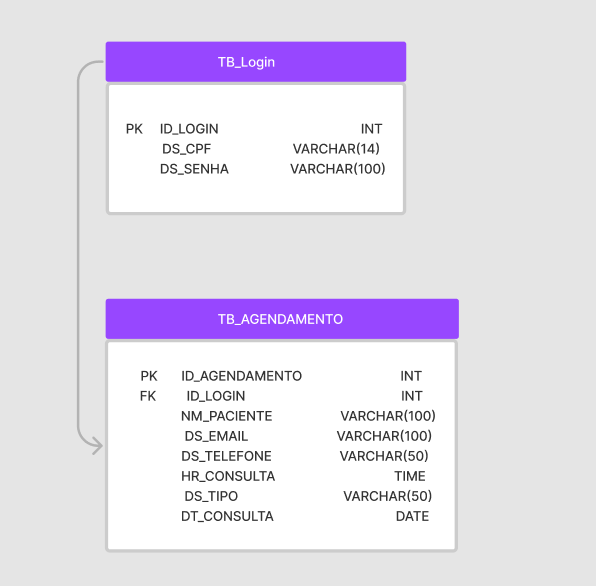 TB_Login
PK ID_LOGIN INT
DS_CPF VARCHAR(14)
DS_SENHA VARCHAR(100)
TB_AGENDAMENTO
PK ID_AGENDAMENTO INT
FK ID_LOGIN INT
NM_PACIENTE VARCHAR(100)
DS_EMAIL VARCHAR(100)
DS_TELEFONE VARCHAR(50)
HR_CONSULTA TIME
DS_TIPO VARCHAR(50)
DT_CONSULTA DATE